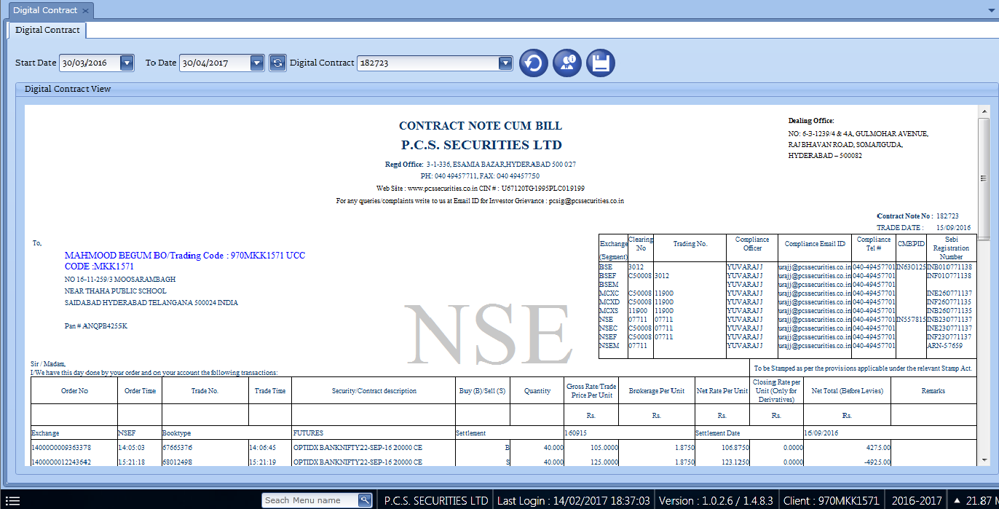 Digital Contract
Digital Contract
Start Date 30/03/2016 To Date 30/04/2017 Digital Contract 182723
Digital Contract View
CONTRACT NOTE CUM BILL
P.C.S. SECURITIES LTD
Regd Office: 3-1-336, ESAMIA BAZAR,HYDERABAD 500 027
PH: 040 49457711, FAX: 040 49457750
Web Site : www.pcssecurities.co.in CIN # : U67120TG1995PLC019199
For any queries/complaints write to us at Email ID for Investor Grievance : pcsig@pcssecurities.co.in
Dealing Office:
NO: 6-3-1239/4 & 4A, GULMOHAR AVENUE,
RAJ BHAVAN ROAD, SOMAJIGUDA,
HYDERABAD – 500082
Contract Note No : 182723
TRADE DATE : 15/09/2016
To,
MAHMOOD BEGUM BO/Trading Code : 970MKK1571 UCC
CODE :MKK1571
NO 16-11-259/3 MOOSARAMBAGH
NEAR THAHA PUBLIC SCHOOL
SAIDABAD HYDERABAD TELANGANA 500024 INDIA
Pan # ANQPB4255K
Exchange (Segment) Clearing No Trading No. Compliance Officer Compliance Email ID Compliance Tel # CMBPID Sebi Registration Number
BSE 3012 YUVARAJ J urajj@pcssecurities.co.in 040-49457701 IN630125 INB010771138
BSEF C50008 3012 YUVARAJ J urajj@pcssecurities.co.in 040-49457701 INF010771138
BSEM YUVARAJ J urajj@pcssecurities.co.in 040-49457701
MCXC C50008 11900 YUVARAJ J urajj@pcssecurities.co.in 040-49457701 INE260771137
MCXD C50008 11900 YUVARAJ J urajj@pcssecurities.co.in 040-49457701 INF260771135
MCXS 11900 11900 YUVARAJ J urajj@pcssecurities.co.in 040-49457701 INB260771135
NSE 07711 07711 YUVARAJ J urajj@pcssecurities.co.in 040-49457701 IN557815 INB230771137
NSEC C50008 07711 YUVARAJ J urajj@pcssecurities.co.in 040-49457701 INE230771137
NSEF C50008 07711 YUVARAJ J urajj@pcssecurities.co.in 040-49457701 INF230771137
NSEM 07711 YUVARAJ J urajj@pcssecurities.co.in 040-49457701 ARN-57659
NSE
Sir / Madam,
I/We have this day done by your order and on your account the following transactions:
To be Stamped as per the provisions applicable under the relevant Stamp Act.
Order No Order Time Trade No. Trade Time Security/Contract description Buy (B)/Sell (S) Quantity Gross Rate/Trade Price Per Unit Brokerage Per Unit Net Rate Per Unit Closing Rate per Unit (Only for Derivatives) Net Total (Before Levies) Remarks
Rs. Rs. Rs. Rs. Rs.
Exchange NSEF Booktype FUTURES Settlement 160915 Settlement Date 16/09/2016
1400000009363378 14:05:03 67665376 14:06:45 OPTIDX BANKNIFTY22-SEP-16 20000 CE B 40.000 105.0000 1.8750 106.8750 0.0000 4275.00
1400000012243642 15:21:18 68012498 15:21:19 OPTIDX BANKNIFTY22-SEP-16 20000 CE S 40.000 125.0000 1.8750 123.1250 0.0000 -4925.00
Seach Menu name P.C.S. SECURITIES LTD Last Login : 14/02/2017 18:37:03 Version : 1.0.2.6 / 1.4.8.3 Client : 970MKK1571 2016-2017 ▲ 21.87